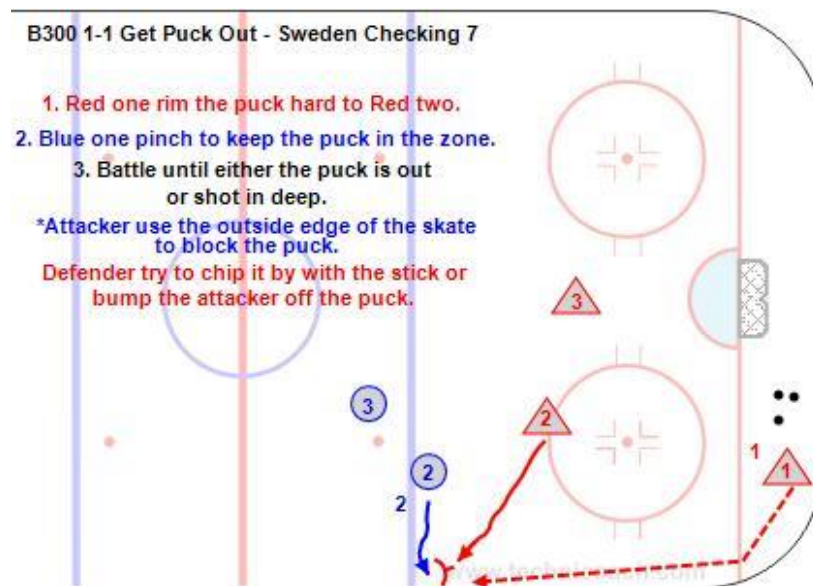 B300 1-1 Get Puck Out - Sweden Checking 7
1. Red one rim the puck hard to Red two.
2. Blue one pinch to keep the puck in the zone.
3. Battle until either the puck is out
or shot in deep.
*Attacker use the outside edge of the skate
to block the puck.
Defender try to chip it by with the stick or
bump the attacker off the puck.
3
3
2
2
2
1
1